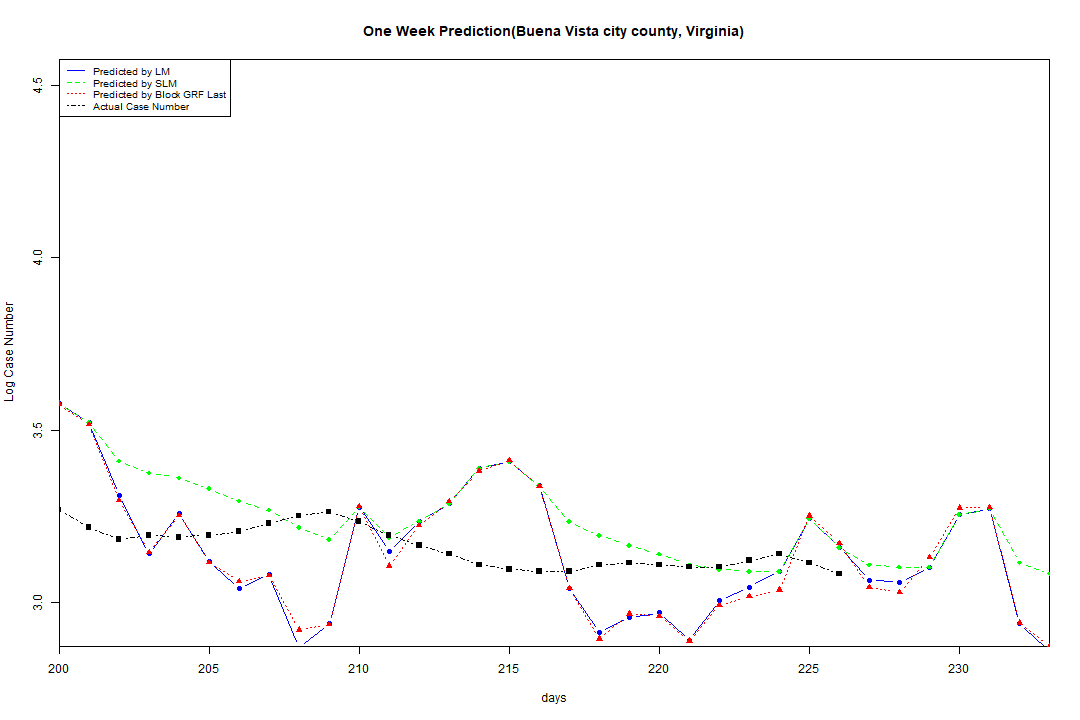 One Week Prediction(Buena Vista city county, Virginia)
Predicted by LM
Predicted by SLM
Predicted by Block GRF Last
Actual Case Number
4.5
4.0
3.5
3.0
Log Case Number
200 205 210 215 220 225 230
days